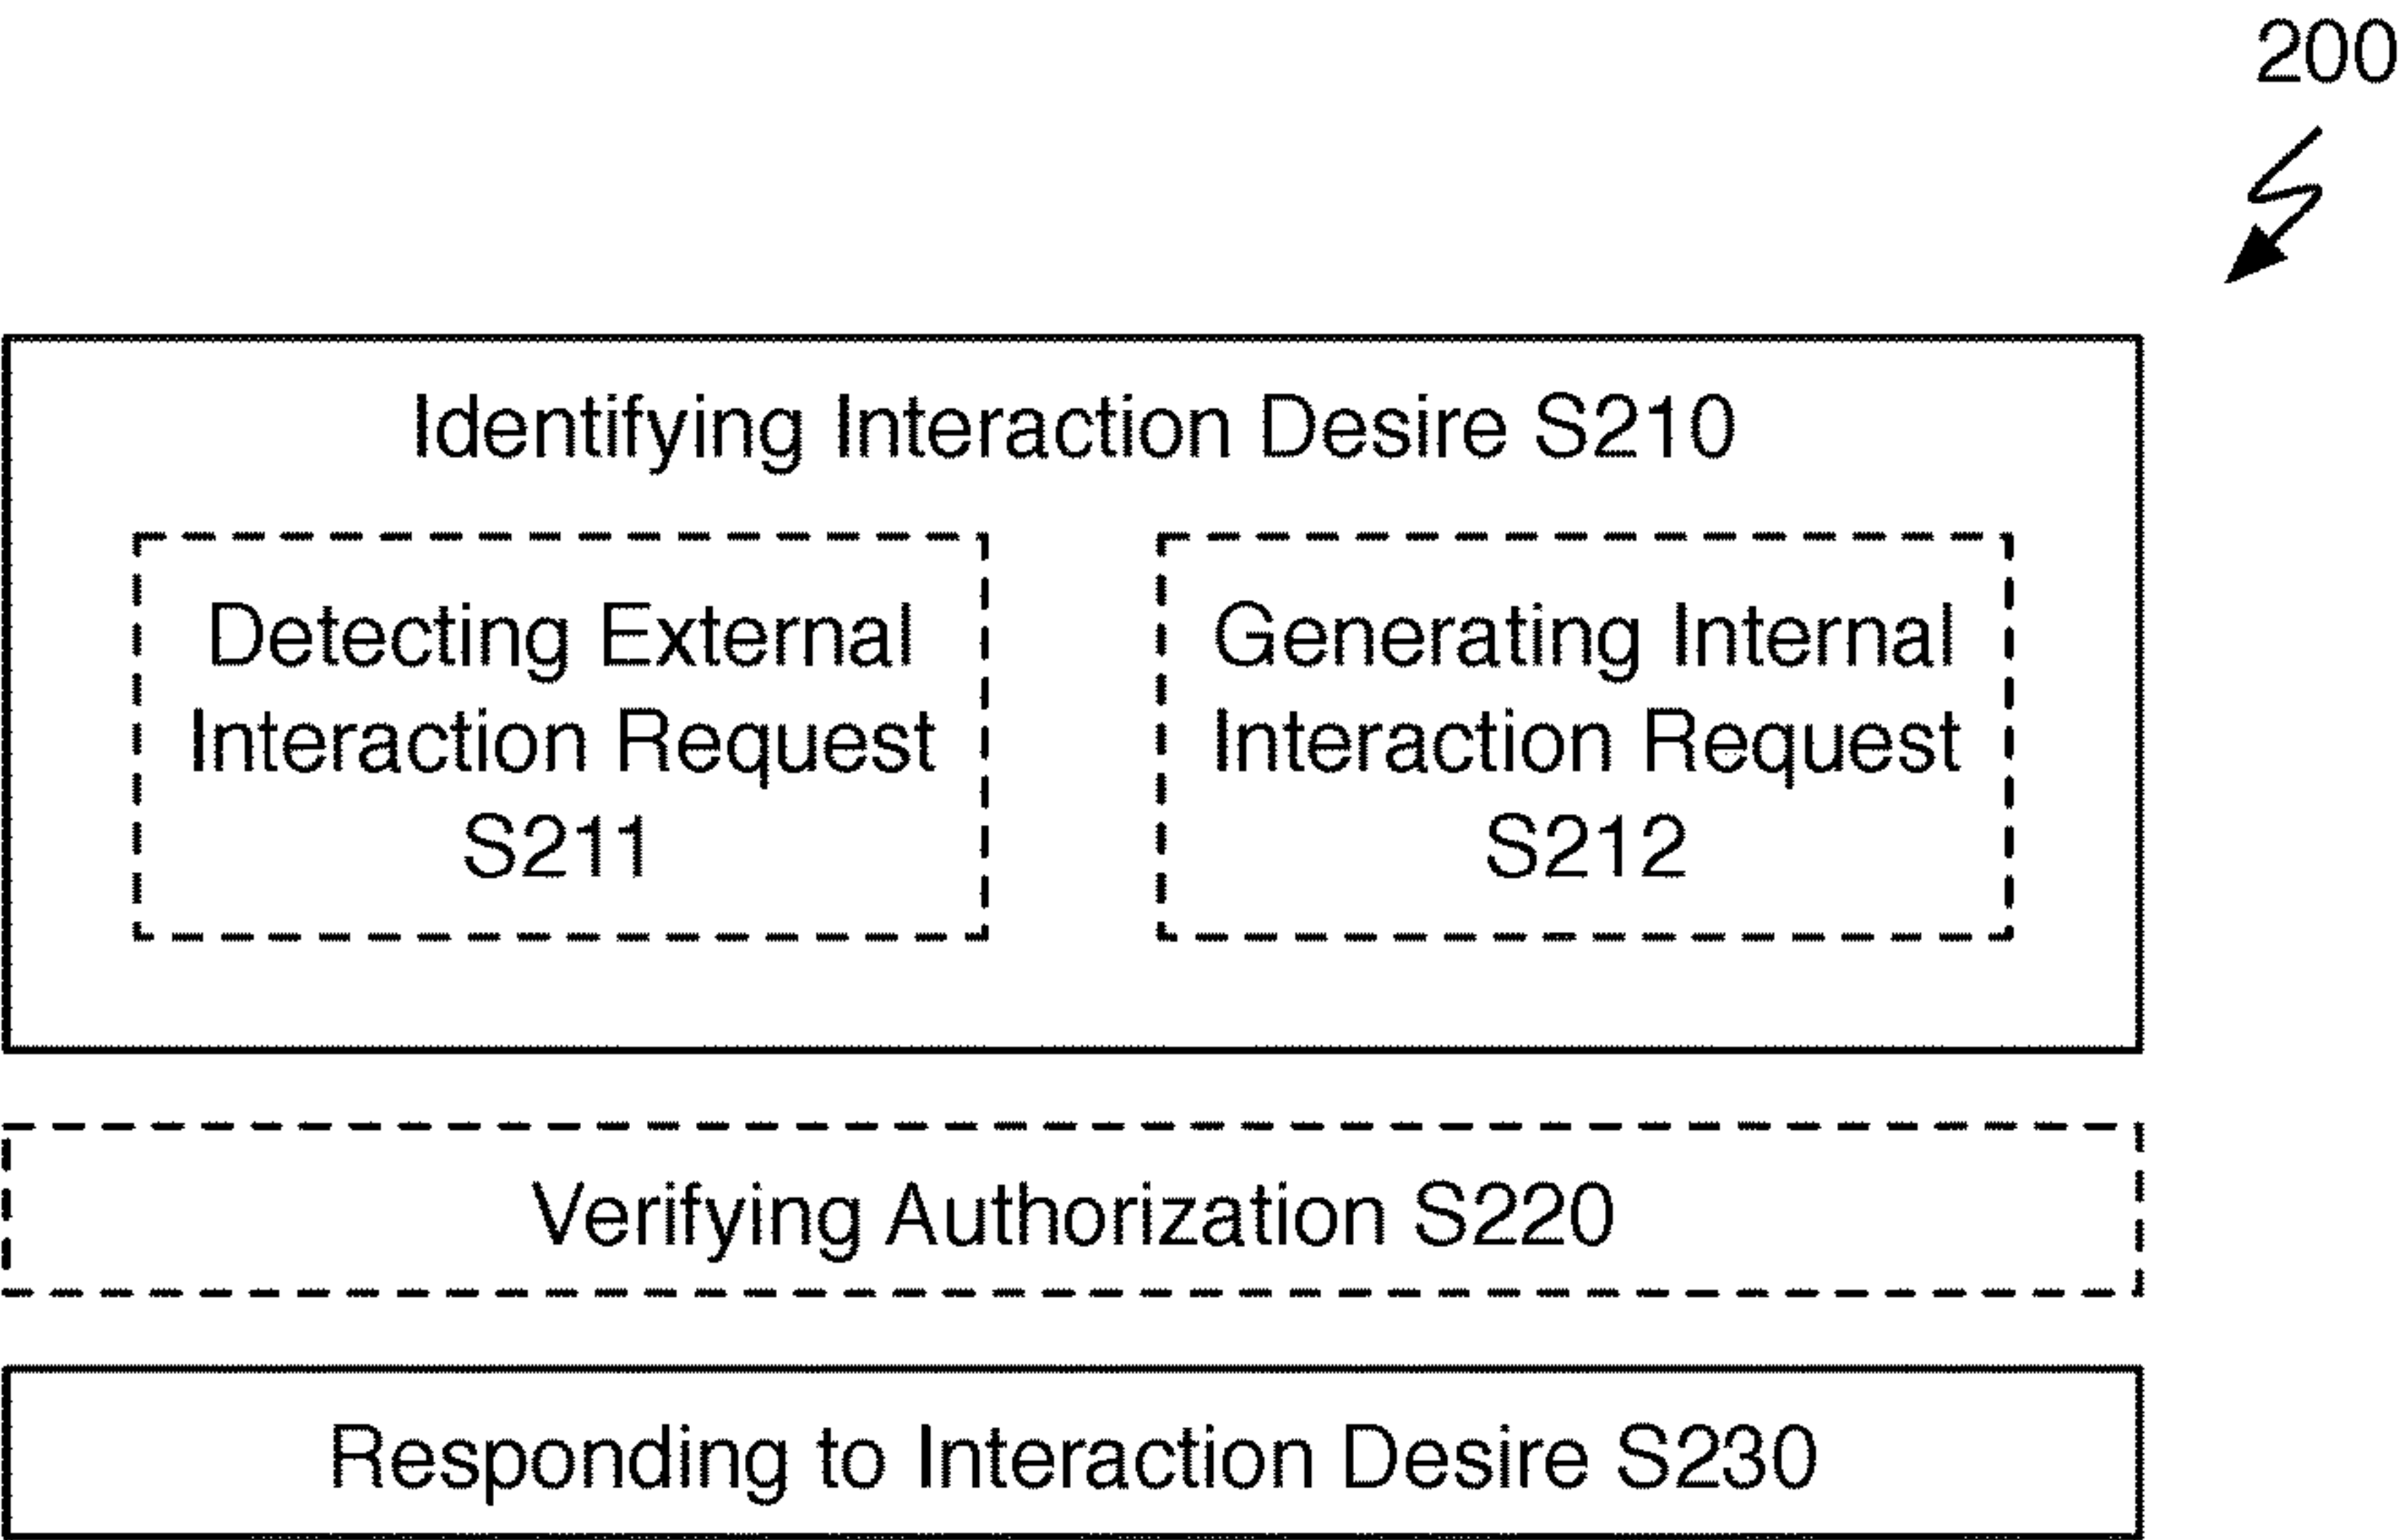 200
Identifying Interaction Desire S210
Detecting External
Interaction Request
S211
Generating Internal
Interaction Request
S212
Verifying Authorization S220
Responding to Interaction Desire S230